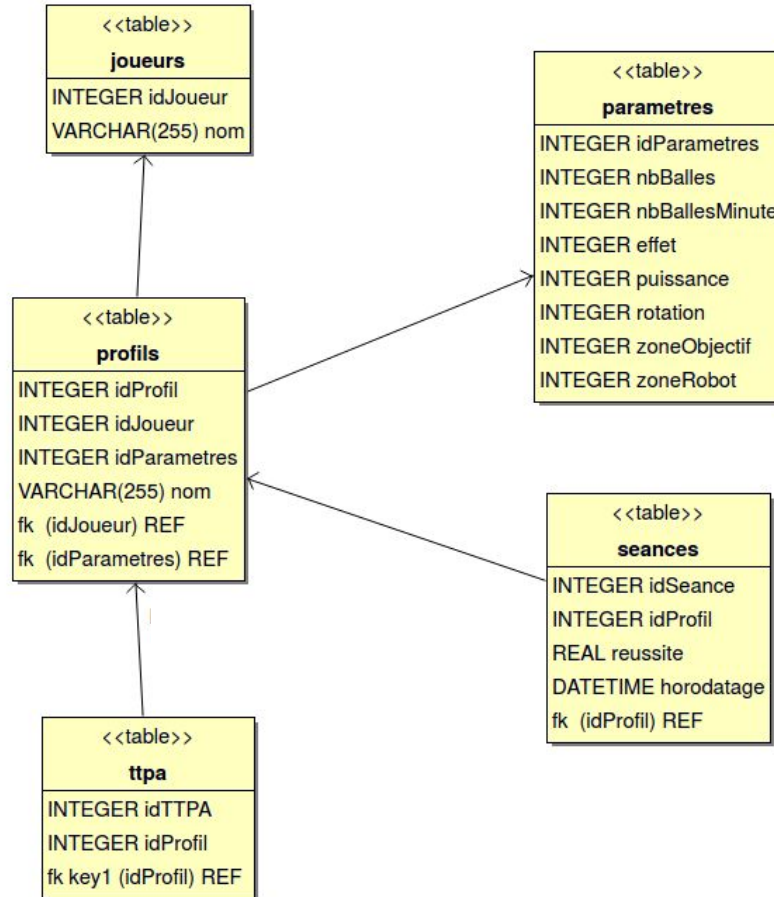 <<table>>
joueurs
INTEGER idJoueur
VARCHAR(255) nom
<<table>>
parametres
INTEGER idParametres
INTEGER nbBalles
INTEGER nbBallesMinute
INTEGER effet
INTEGER puissance
INTEGER rotation
INTEGER zoneObjectif
INTEGER zoneRobot
<<table>>
profils
INTEGER idProfil
INTEGER idJoueur
INTEGER idParametres
VARCHAR(255) nom
fk (idJoueur) REF
fk (idParametres) REF
<<table>>
seances
INTEGER idSeance
INTEGER idProfil
REAL reussite
DATETIME horodatage
fk (idProfil) REF
<<table>>
ttpa
INTEGER idTTPA
INTEGER idProfil
fk key1 (idProfil) REF